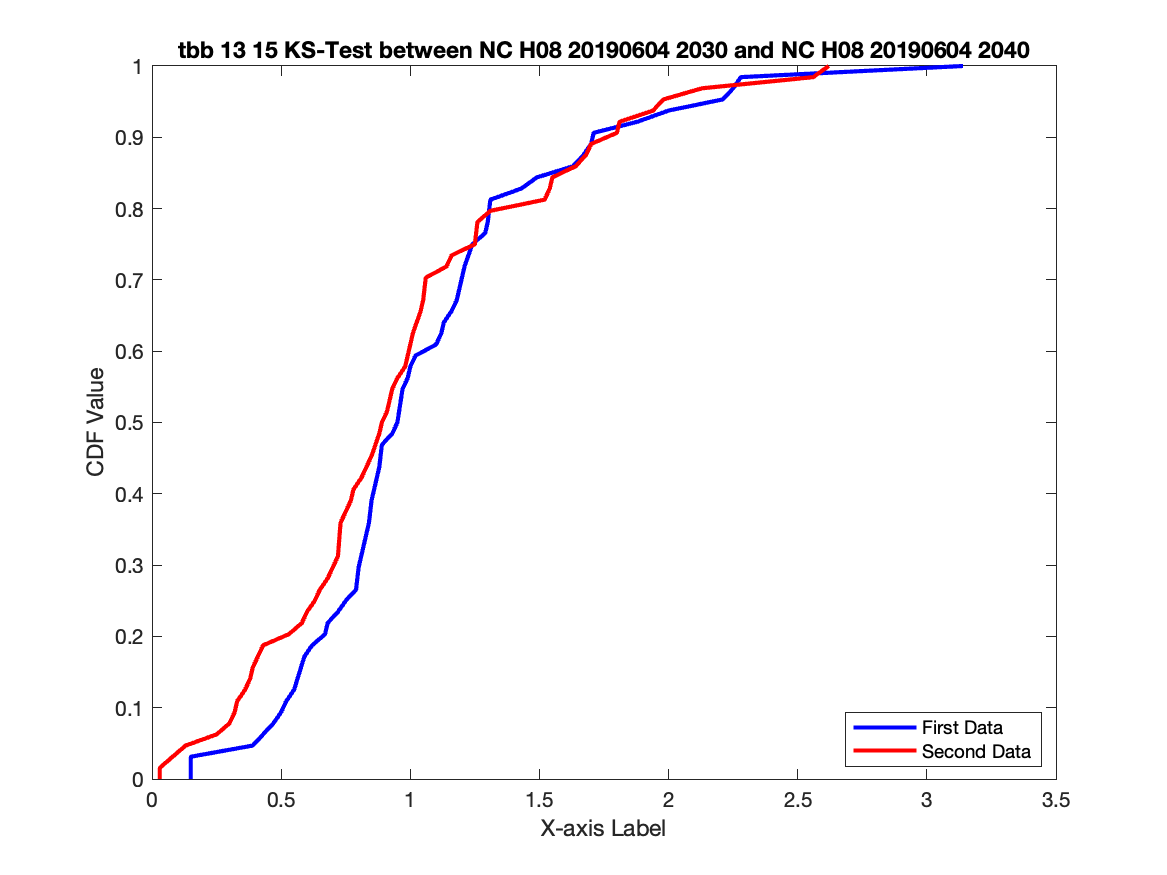 tbb 13 15 KS-Test between NC H08 20190604 2030 and NC H08 20190604 2040
1
0.9
0.8
0.7
0.6
0.5
0.4
0.3
0.2
0.1
0
CDF Value
0 0.5 1 1.5 2 2.5 3 3.5
X-axis Label
First Data
Second Data